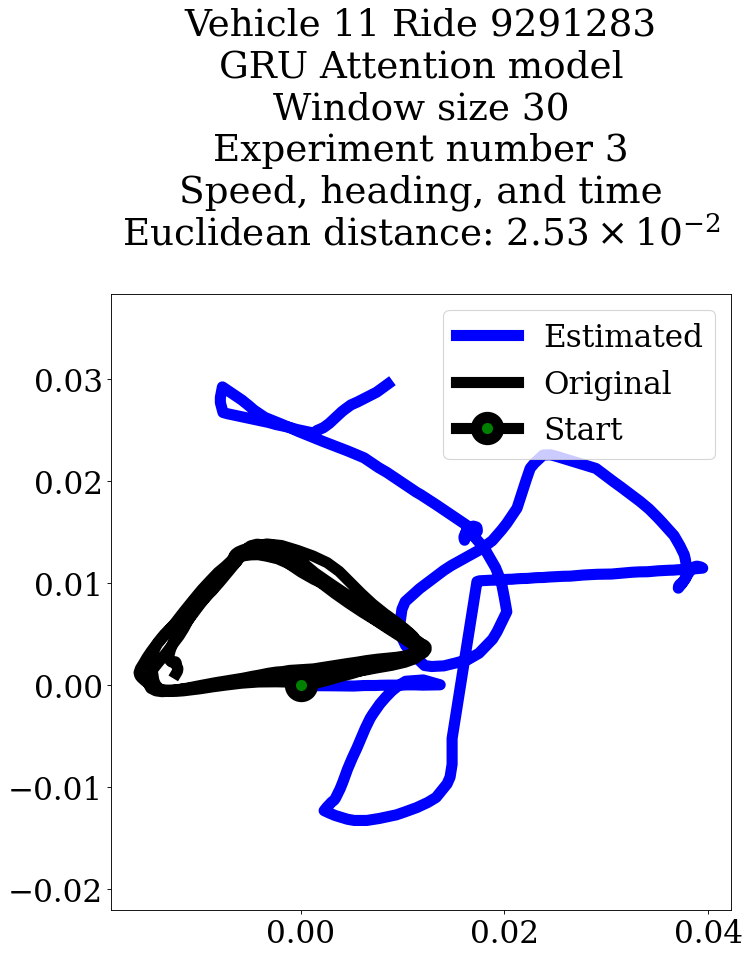 Vehicle 11 Ride 9291283
GRU Attention model
Window size 30
Experiment number 3
Speed, heading, and time
Euclidean distance: 2.53 × 10⁻²
Estimated
Original
Start
0.03
0.02
0.01
0.00
−0.01
−0.02
0.00 0.02 0.04